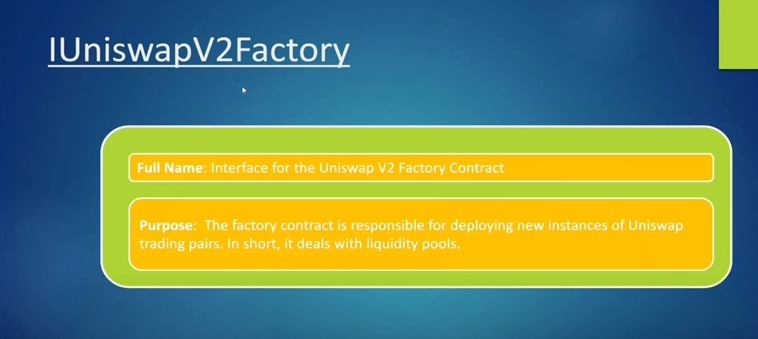 IUniswapV2Factory
Full Name: Interface for the Uniswap V2 Factory Contract
Purpose: The factory contract is responsible for deploying new instances of Uniswap
trading pairs. In short, it deals with liquidity pools.